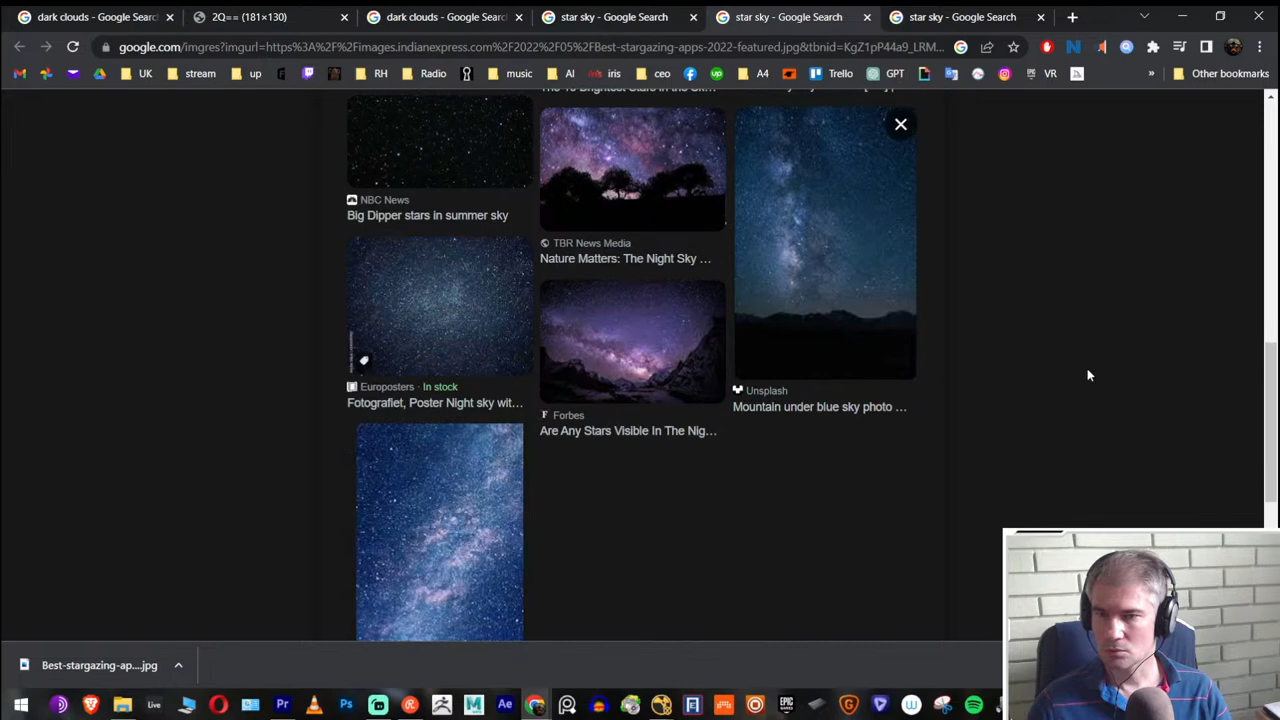 dark clouds - Google Searc
2Q== (181×130)
dark clouds - Google Search
star sky - Google Search
star sky - Google Search
star sky - Google Search
google.com/imgres?imgurl=https%3A%2F%2Fimages.indianexpress.com%2F2022%2F05%2FBest-stargazing-apps-2022-featured.jpg&tbnid=KgZ1pP44a9_LRM...
UK
stream
up
RH
Radio
music
AI
iris
ceo
A4
Trello
GPT
VR
»
Other bookmarks
NBC News
Big Dipper stars in summer sky
TBR News Media
Nature Matters: The Night Sky ...
Europosters · In stock
Fotografiet, Poster Night sky wit...
Forbes
Are Any Stars Visible In The Nig...
Unsplash
Mountain under blue sky photo ...
Best-stargazing-ap....jpg
Live
Pr
Ps
Ae